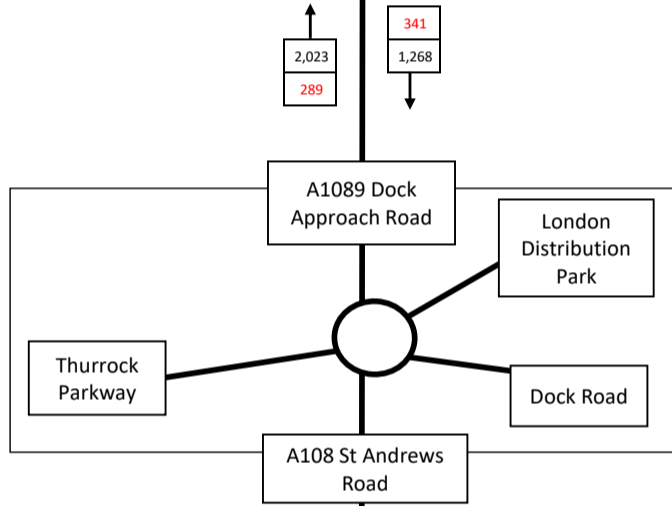 341
2,023
1,268
289
A1089 Dock
Approach Road
London
Distribution
Park
Thurrock
Parkway
Dock Road
A108 St Andrews
Road